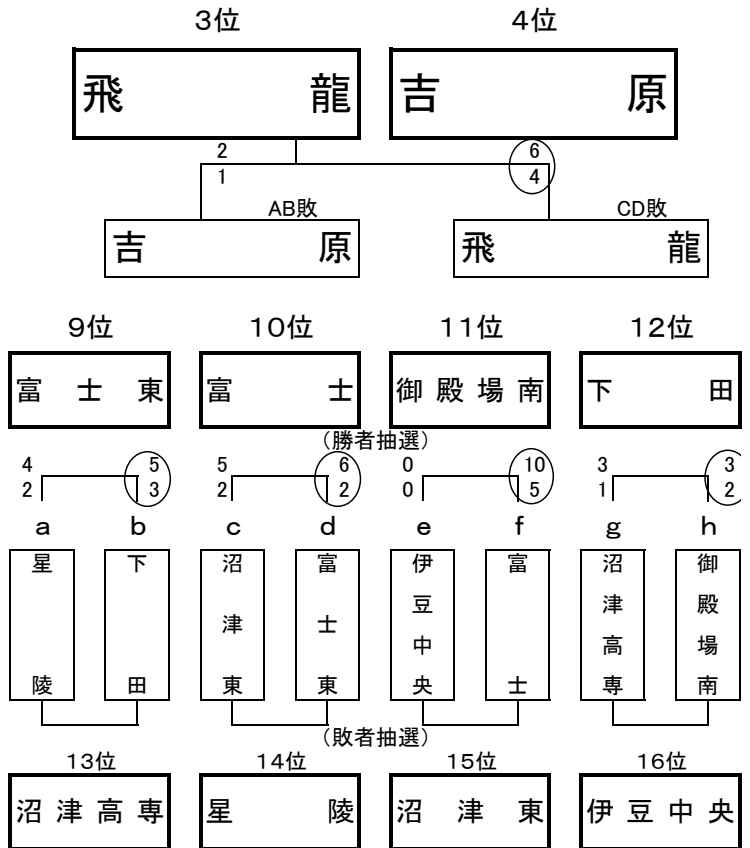 3位 4位
飛龍 吉原
2 6
1 4
AB敗 CD敗
吉原 飛龍
9位 10位 11位 12位
富士東 富士 御殿場南 下田
(勝者抽選)
4 5 5 6 0 10 3 3
2 3 2 2 0 5 1 2
a b c d e f g h
星陵 下田 沼津東 富士東 伊豆中央 富士 沼津高専 御殿場南
(敗者抽選)
13位 14位 15位 16位
沼津高専 星陵 沼津東 伊豆中央